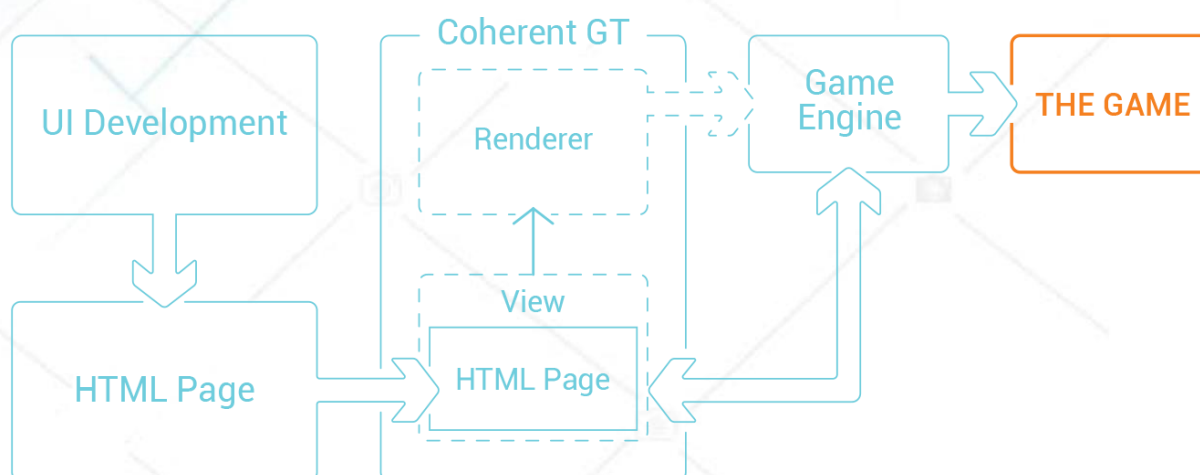 Coherent GT
UI Development
Renderer
Game
Engine
THE GAME
View
HTML Page
HTML Page